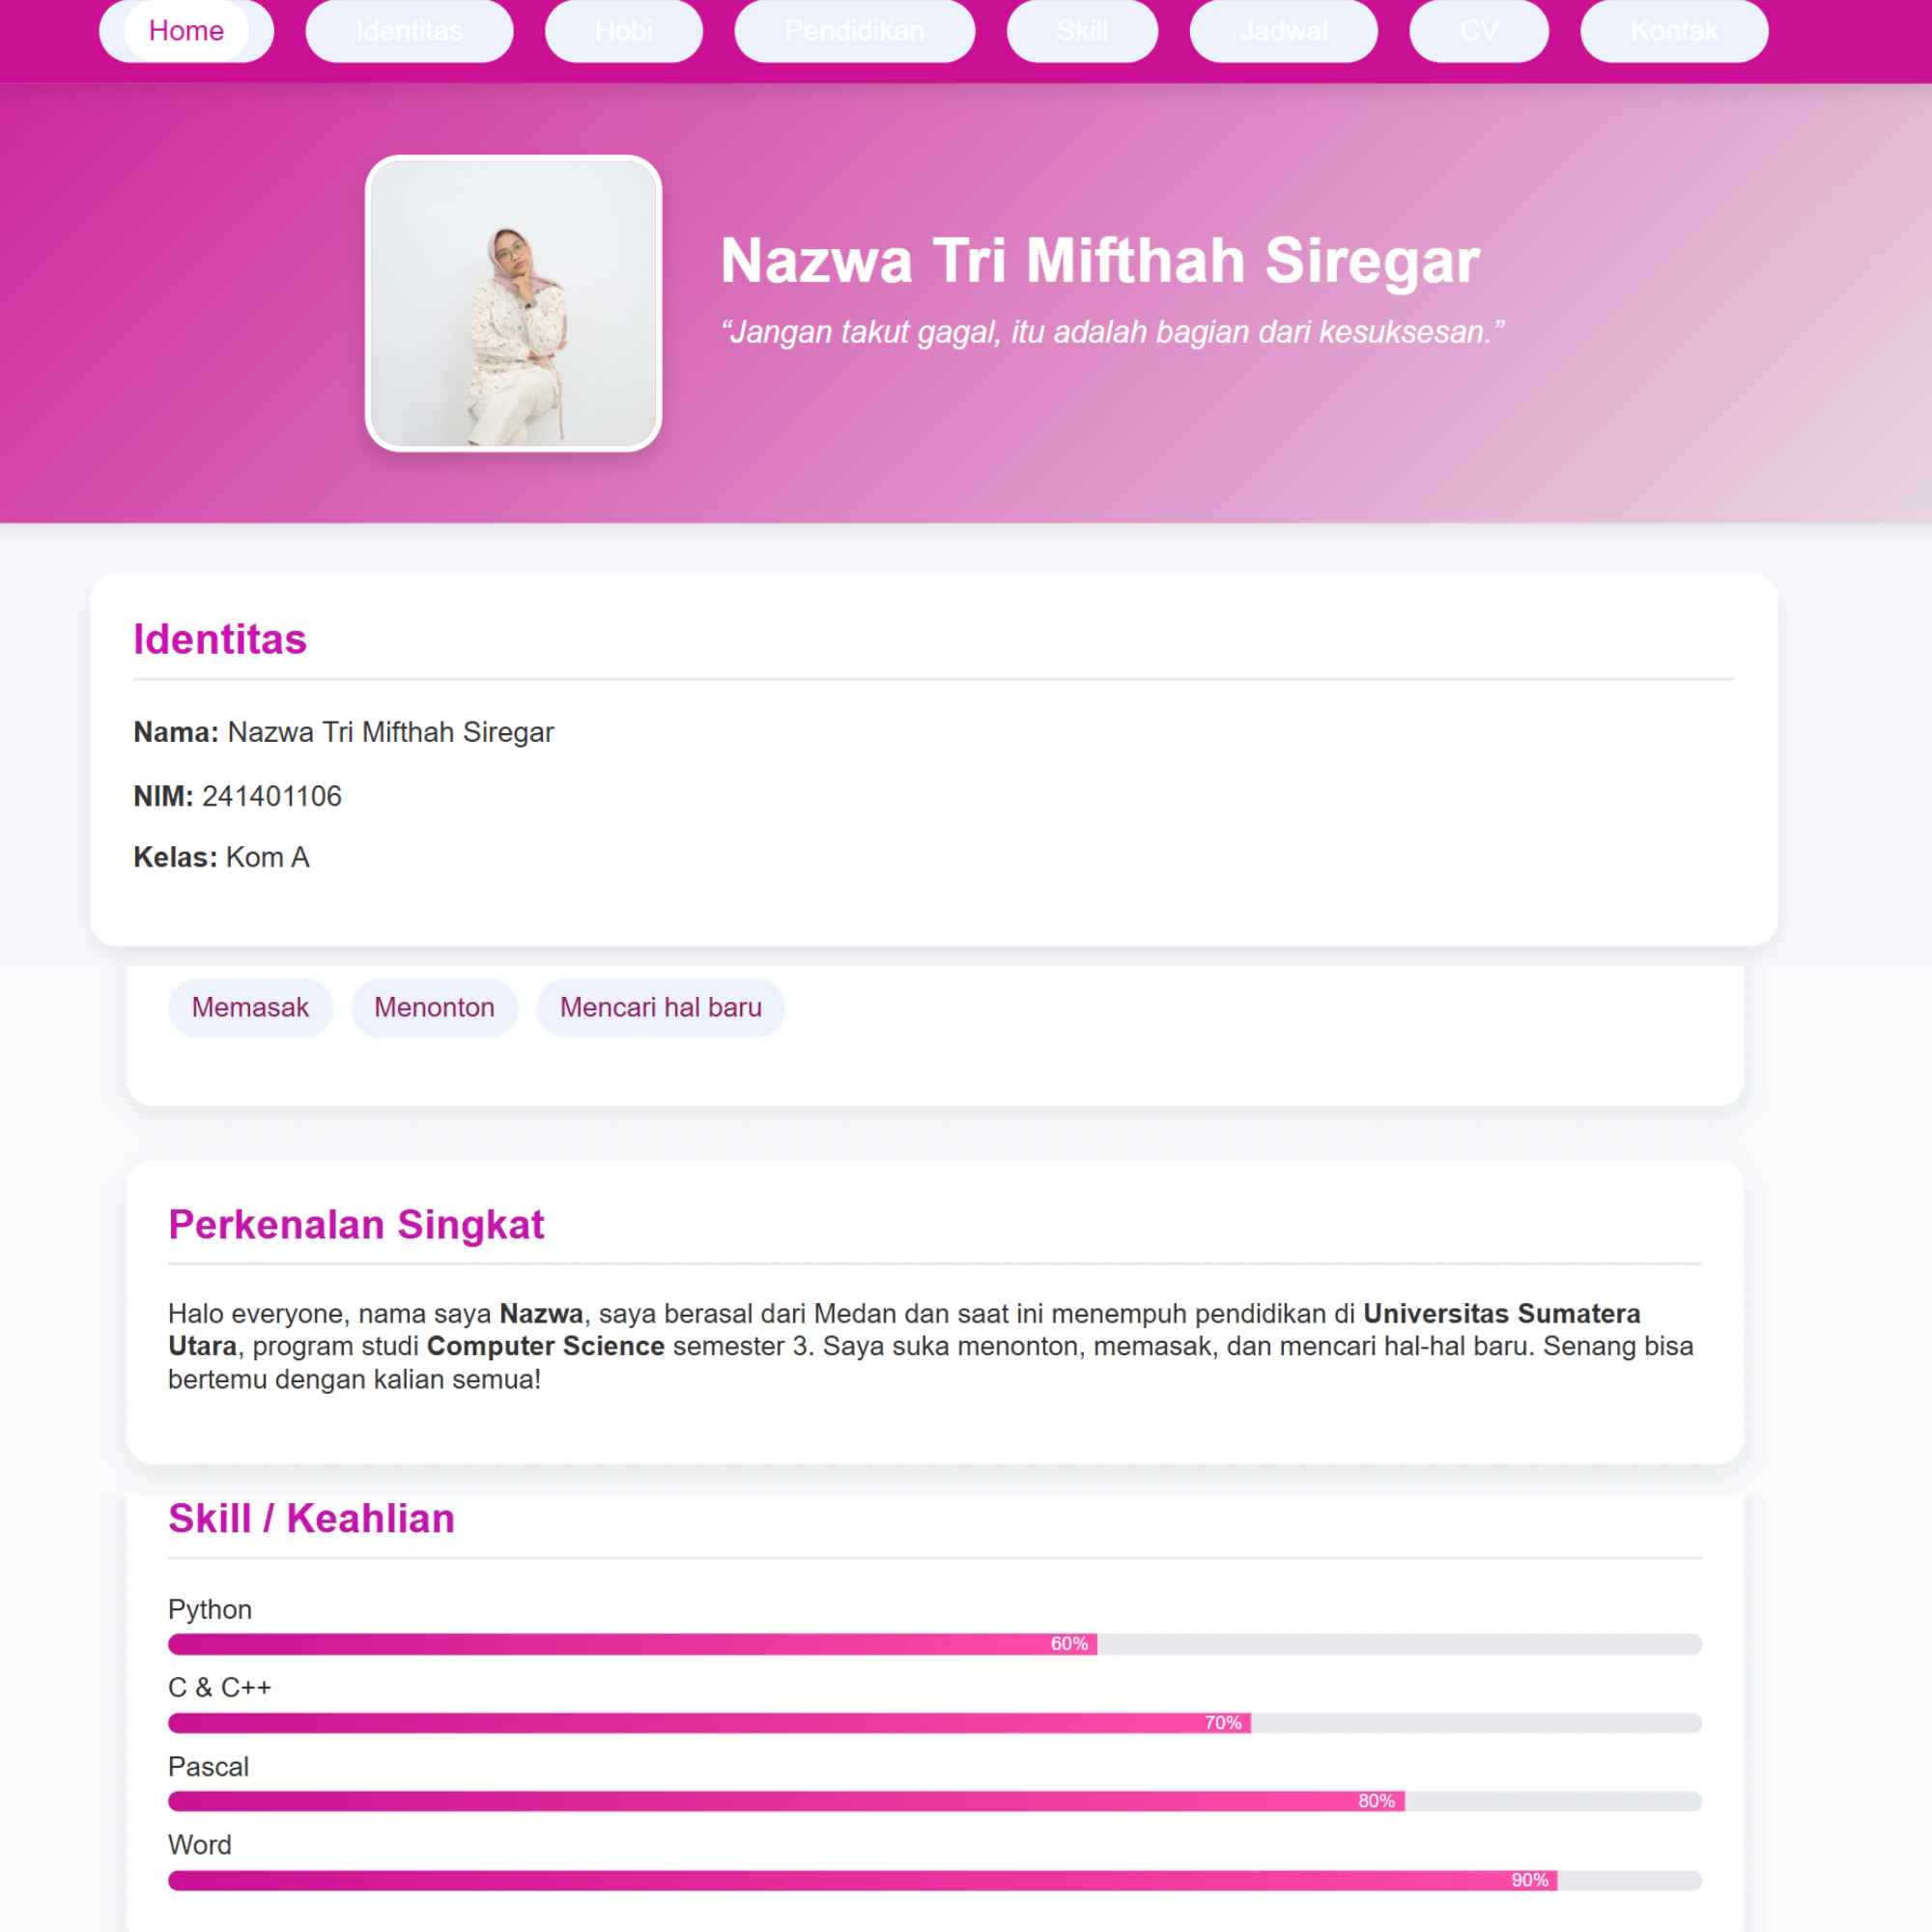 Home Identitas Hobi Pendidikan Skill Jadwal CV Kontak
Nazwa Tri Mifthah Siregar
“Jangan takut gagal, itu adalah bagian dari kesuksesan.”
Identitas
Nama: Nazwa Tri Mifthah Siregar
NIM: 241401106
Kelas: Kom A
Memasak Menonton Mencari hal baru
Perkenalan Singkat
Halo everyone, nama saya Nazwa, saya berasal dari Medan dan saat ini menempuh pendidikan di Universitas Sumatera
Utara, program studi Computer Science semester 3. Saya suka menonton, memasak, dan mencari hal-hal baru. Senang bisa
bertemu dengan kalian semua!
Skill / Keahlian
Python
60%
C & C++
70%
Pascal
80%
Word
90%